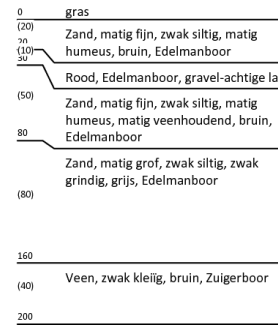 0 gras
(20)
Zand, matig fijn, zwak siltig, matig
20
humeus, bruin, Edelmanboor
(10)
30
Rood, Edelmanboor, gravel-achtige la
(50)
Zand, matig fijn, zwak siltig, matig
humeus, matig veenhoudend, bruin,
80
Edelmanboor
Zand, matig grof, zwak siltig, zwak
grindig, grijs, Edelmanboor
(80)
160
Veen, zwak kleiïg, bruin, Zuigerboor
(40)
200